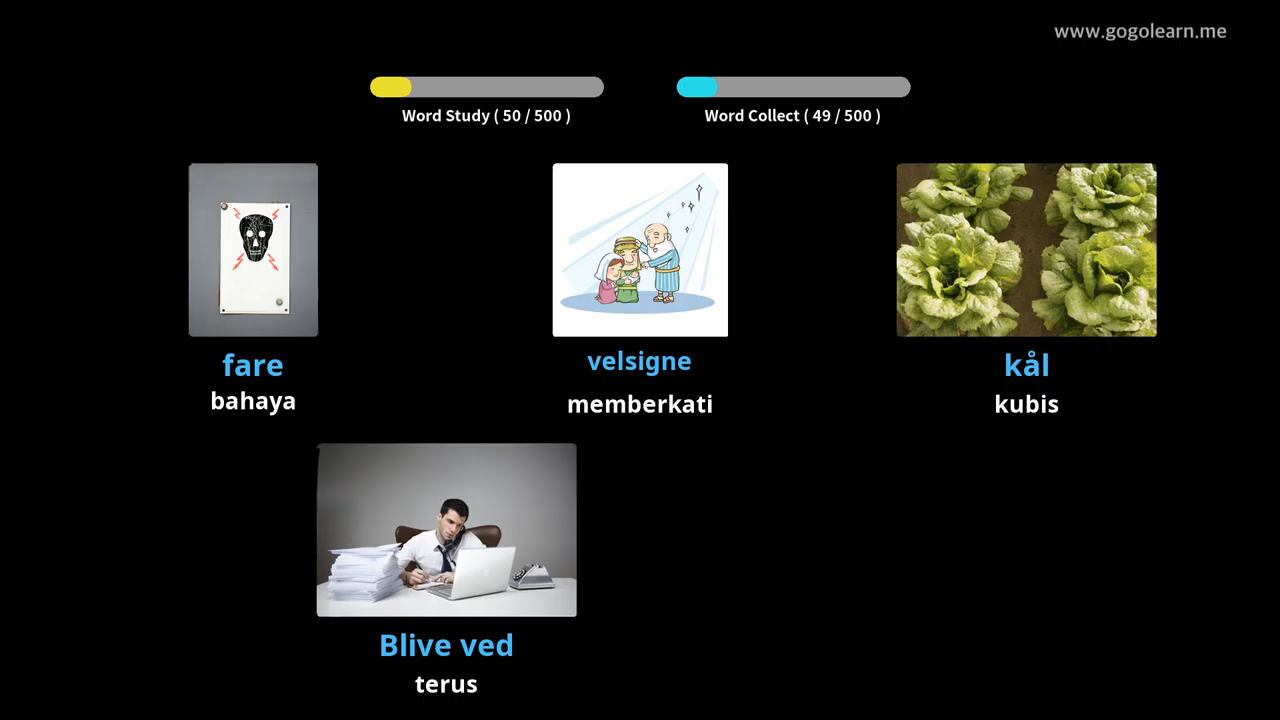 www.gogolearn.me
Word Study ( 50 / 500 )
Word Collect ( 49 / 500 )
fare
bahaya
velsigne
memberkati
kål
kubis
Blive ved
terus